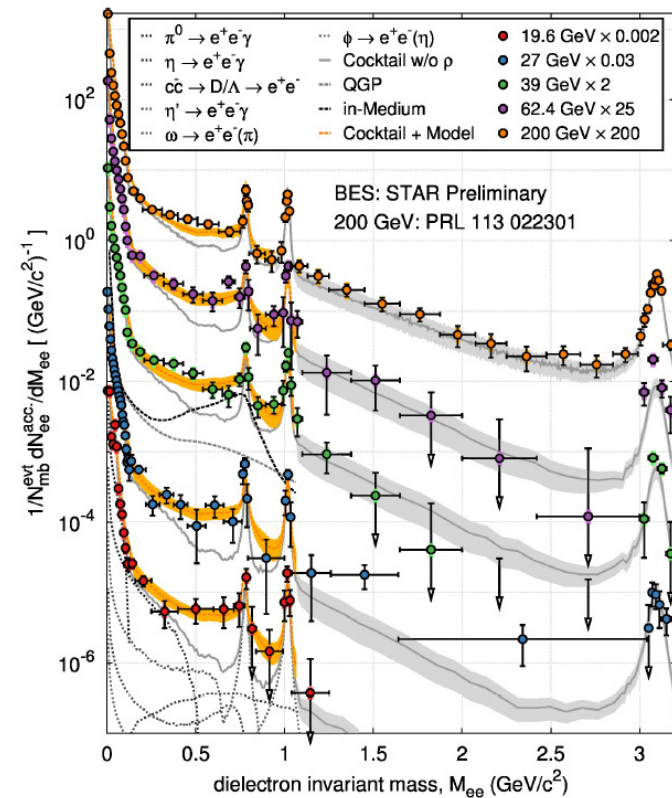 π⁰ → e⁺e⁻γ
η → e⁺e⁻γ
cc̄ → D/Λ → e⁺e⁻
η' → e⁺e⁻γ
ω → e⁺e⁻(π)
ϕ → e⁺e⁻(η)
Cocktail w/o ρ
QGP
in-Medium
Cocktail + Model
19.6 GeV × 0.002
27 GeV × 0.03
39 GeV × 2
62.4 GeV × 25
200 GeV × 200
BES: STAR Preliminary
200 GeV: PRL 113 022301
1/N^evt_mb dN^acc._ee/dM_ee [ (GeV/c²)⁻¹ ]
10²
10⁰
10⁻²
10⁻⁴
10⁻⁶
0 0.5 1 1.5 2 2.5 3
dielectron invariant mass, M_ee (GeV/c²)